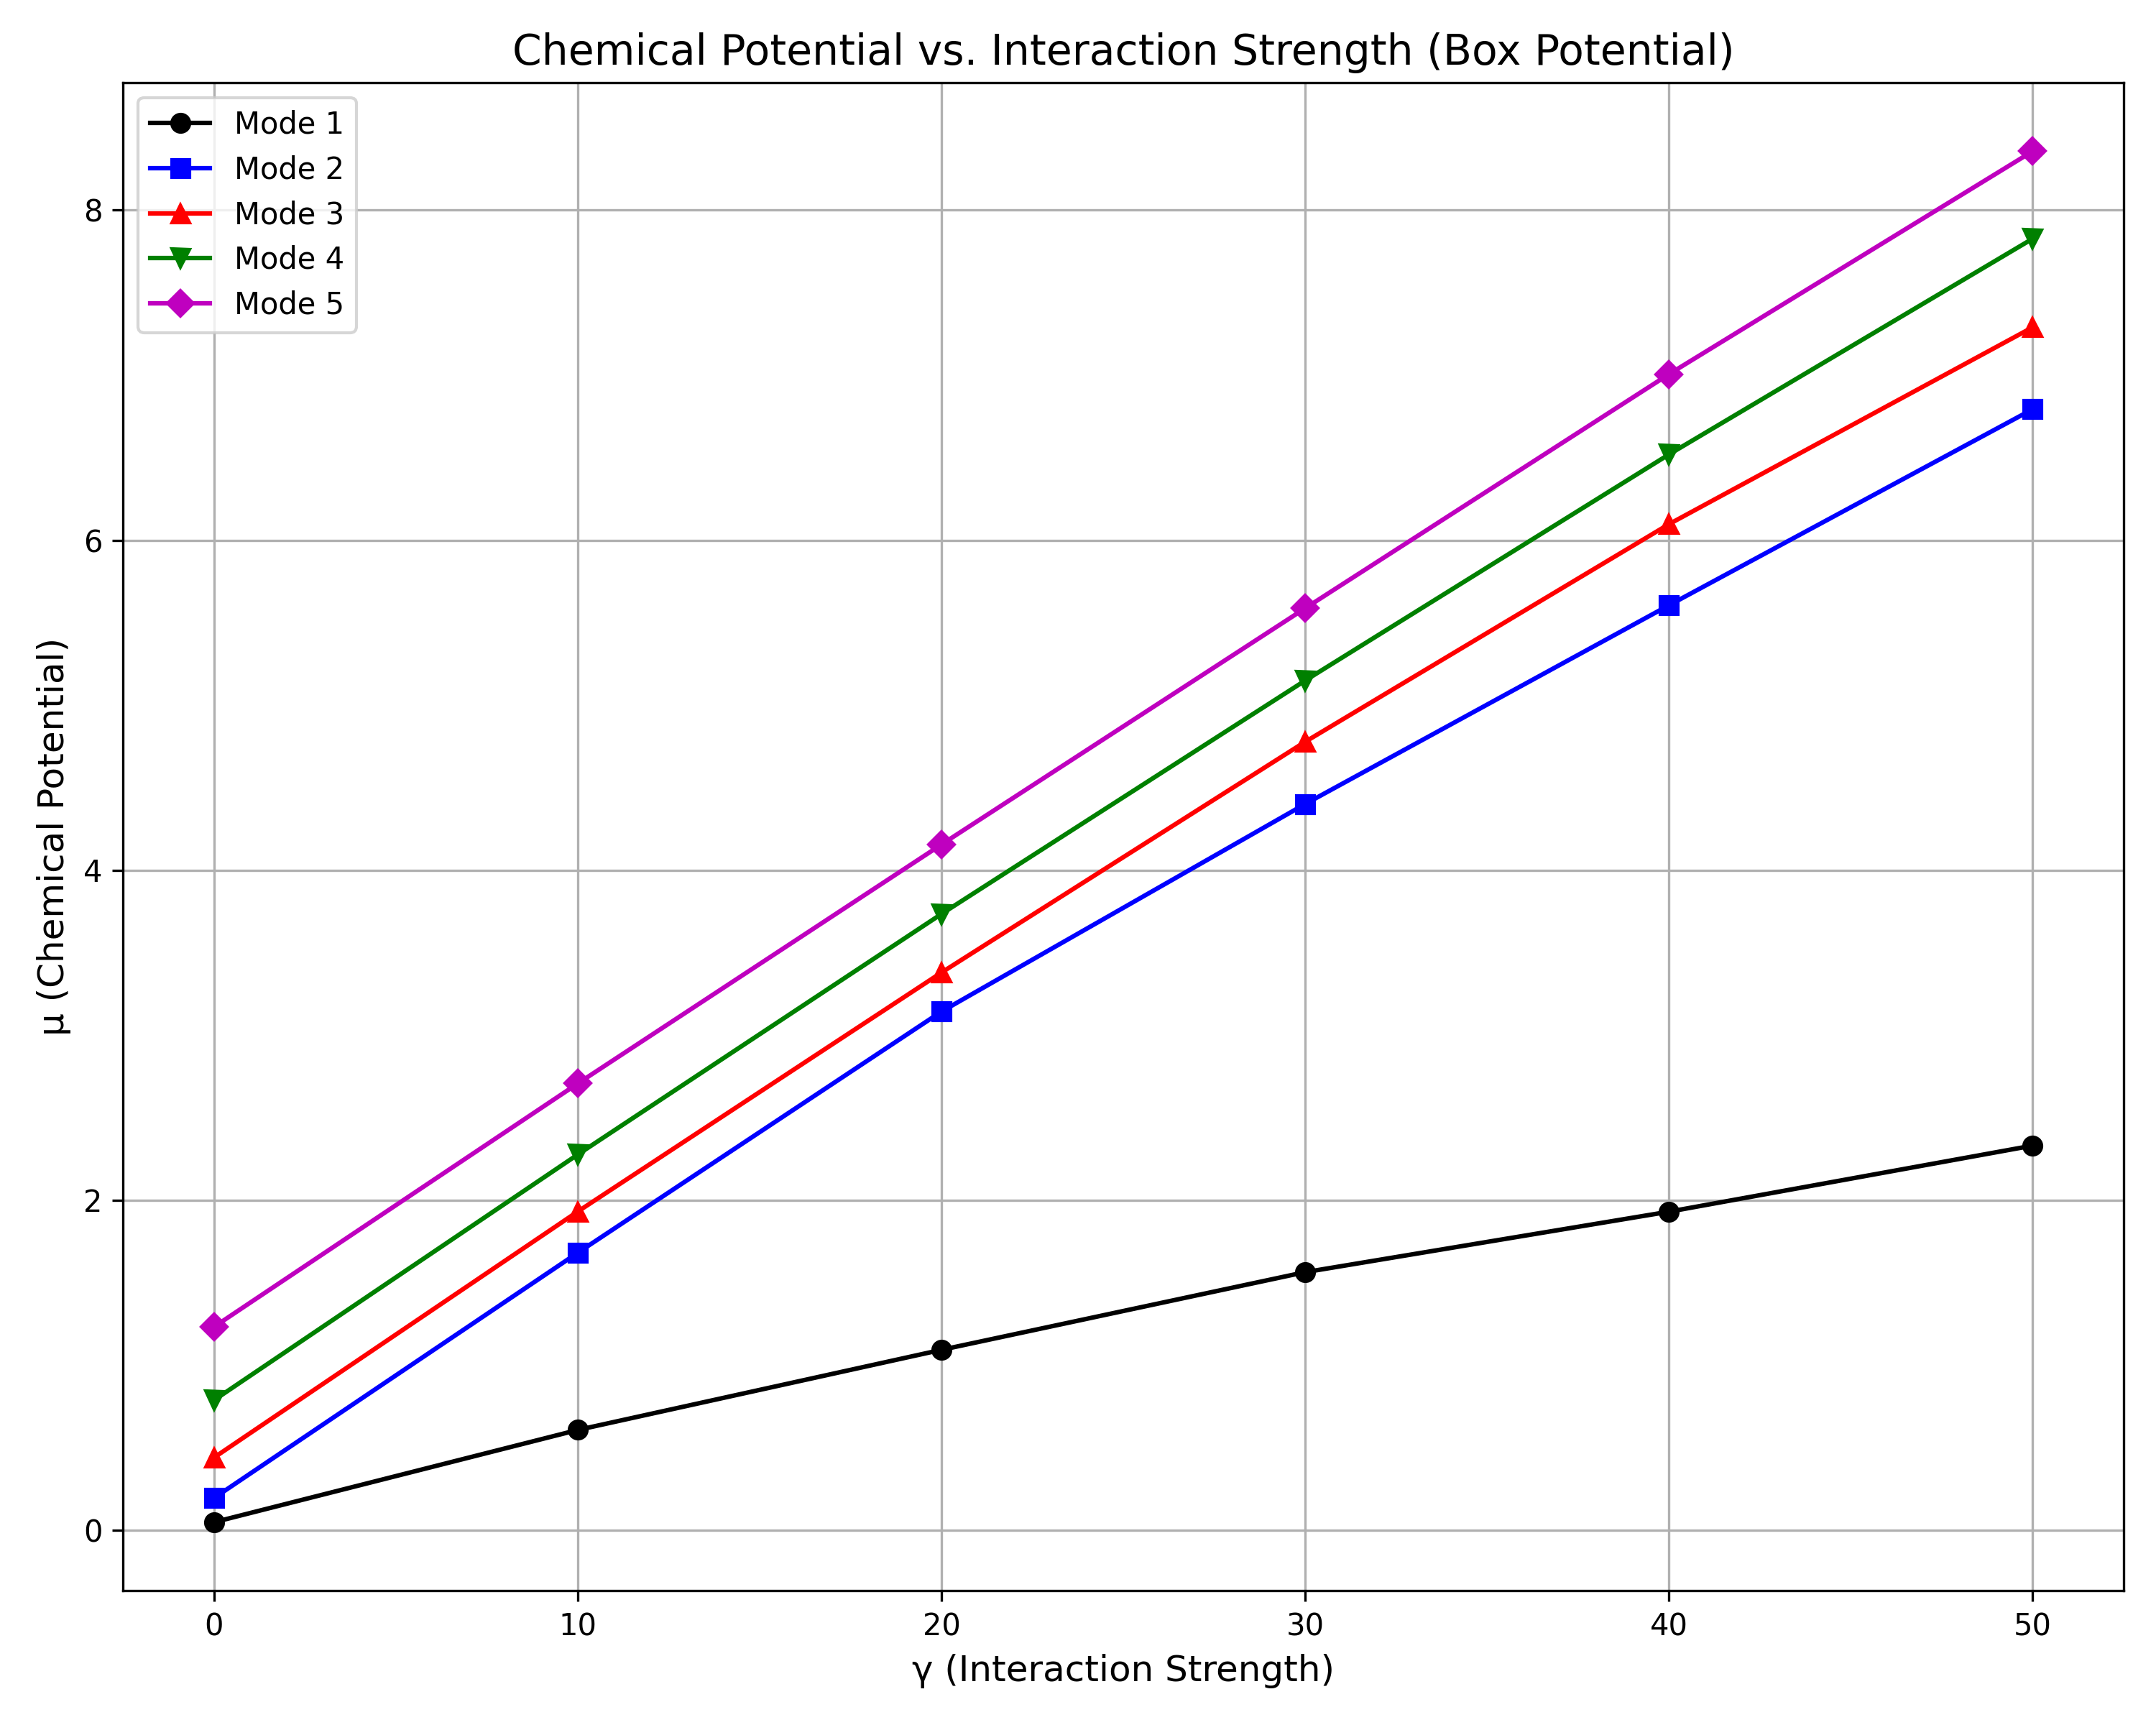 Chemical Potential vs. Interaction Strength (Box Potential)
Mode 1
Mode 2
Mode 3
Mode 4
Mode 5
μ (Chemical Potential)
8
6
4
2
0
0 10 20 30 40 50
γ (Interaction Strength)